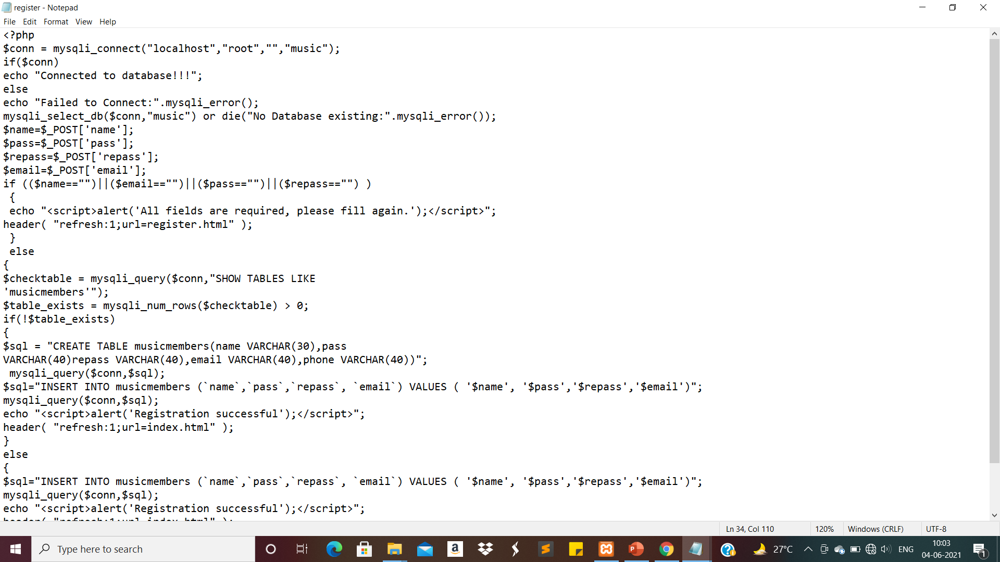 register - Notepad
File Edit Format View Help
<?php
$conn = mysqli_connect("localhost","root","","music");
if($conn)
echo "Connected to database!!!";
else
echo "Failed to Connect:".mysqli_error();
mysqli_select_db($conn,"music") or die("No Database existing:".mysqli_error());
$name=$_POST['name'];
$pass=$_POST['pass'];
$repass=$_POST['repass'];
$email=$_POST['email'];
if (($name=="")||($email=="")||($pass=="")||($repass=="") )
 {
 echo "<script>alert('All fields are required, please fill again.');</script>";
header( "refresh:1;url=register.html" );
 }
 else
{
$checktable = mysqli_query($conn,"SHOW TABLES LIKE
'musicmembers'");
$table_exists = mysqli_num_rows($checktable) > 0;
if(!$table_exists)
{
$sql = "CREATE TABLE musicmembers(name VARCHAR(30),pass
VARCHAR(40)repass VARCHAR(40),email VARCHAR(40),phone VARCHAR(40))";
 mysqli_query($conn,$sql);
$sql="INSERT INTO musicmembers (`name`,`pass`,`repass`, `email`) VALUES ( '$name', '$pass','$repass','$email')";
mysqli_query($conn,$sql);
echo "<script>alert('Registration successful');</script>";
header( "refresh:1;url=index.html" );
}
else
{
$sql="INSERT INTO musicmembers (`name`,`pass`,`repass`, `email`) VALUES ( '$name', '$pass','$repass','$email')";
mysqli_query($conn,$sql);
echo "<script>alert('Registration successful');</script>";
header( "refresh:1;url=index.html" );
Ln 34, Col 110 120% Windows (CRLF) UTF-8
Type here to search 27°C ENG 10:03
04-06-2021 1